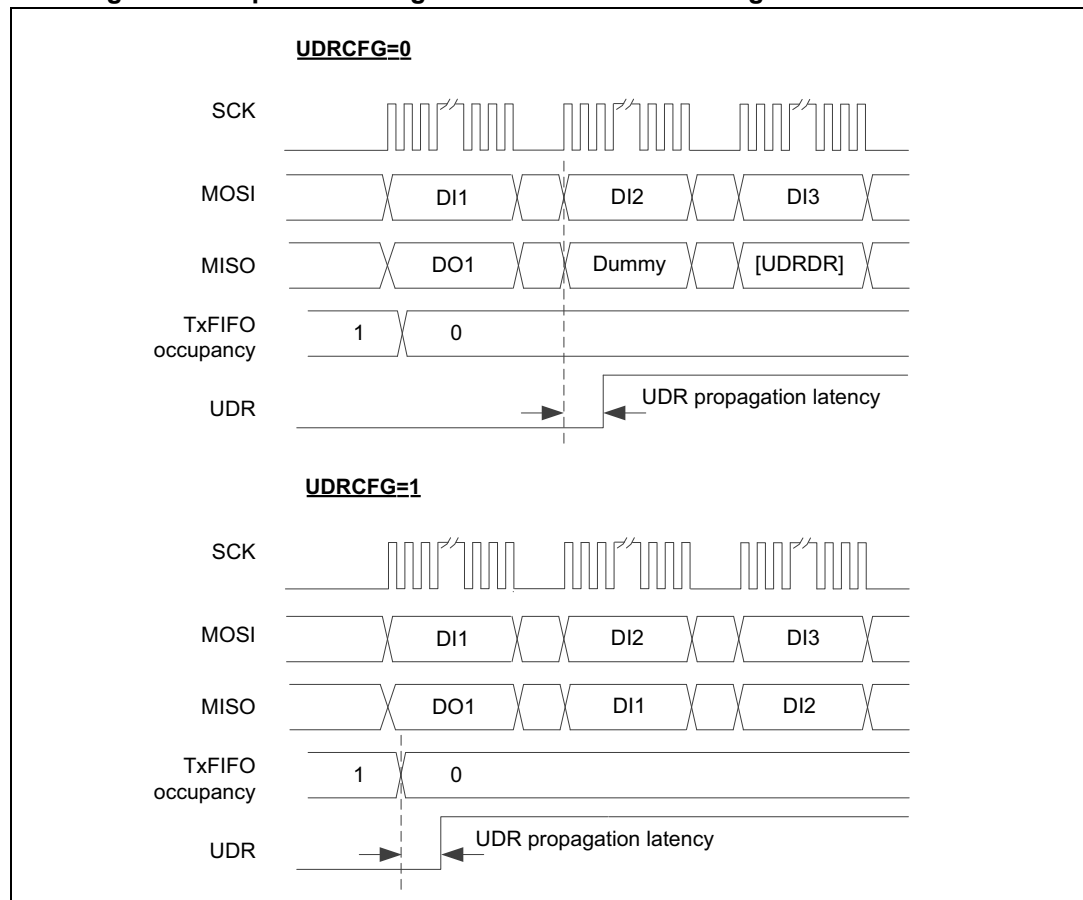 UDRCFG=0
SCK
MOSI DI1 DI2 DI3
MISO DO1 Dummy [UDRDR]
TxFIFO
occupancy 1 0
UDR UDR propagation latency
UDRCFG=1
SCK
MOSI DI1 DI2 DI3
MISO DO1 DI1 DI2
TxFIFO
occupancy 1 0
UDR UDR propagation latency